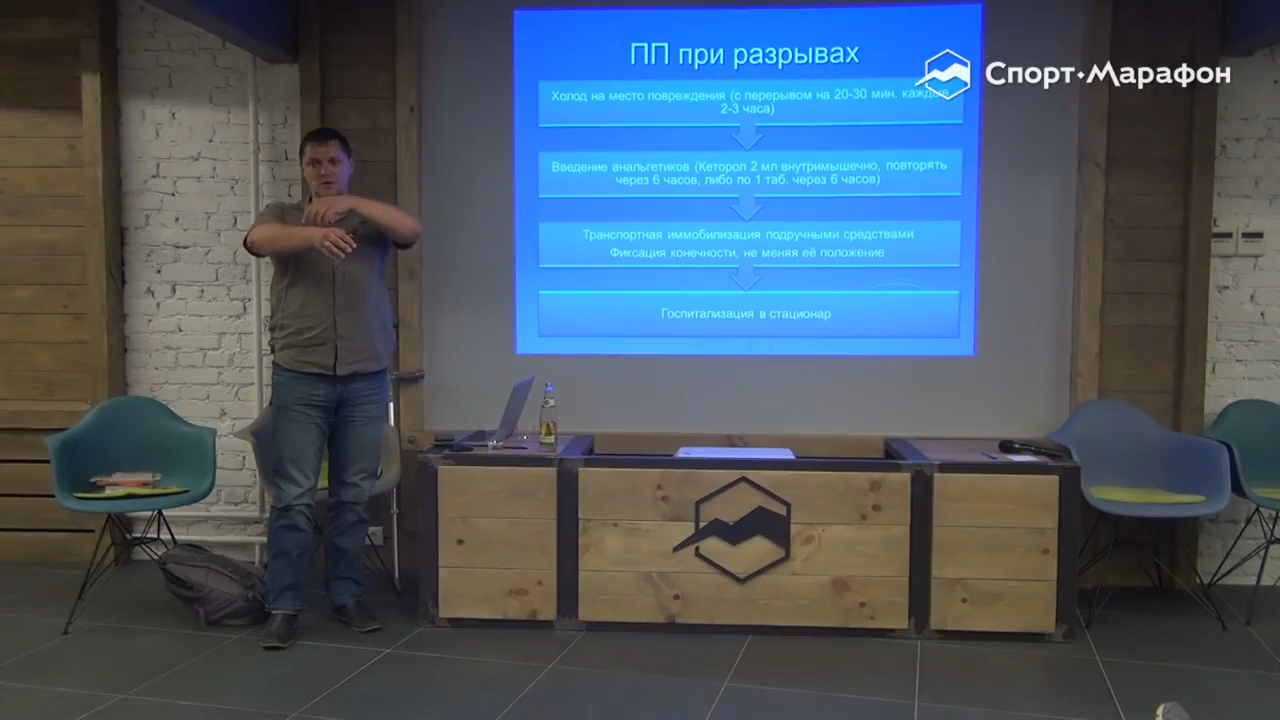 ПП при разрывах
Спорт-Марафон
Холод на место повреждения (с перерывом на 20-30 мин. каждые
2-3 часа)
Введение анальгетиков (Кеторол 2 мл внутримышечно, повторять
через 6 часов, либо по 1 таб. через 6 часов)
Транспортная иммобилизация подручными средствами
Фиксация конечности, не меняя её положение
Госпитализация в стационар